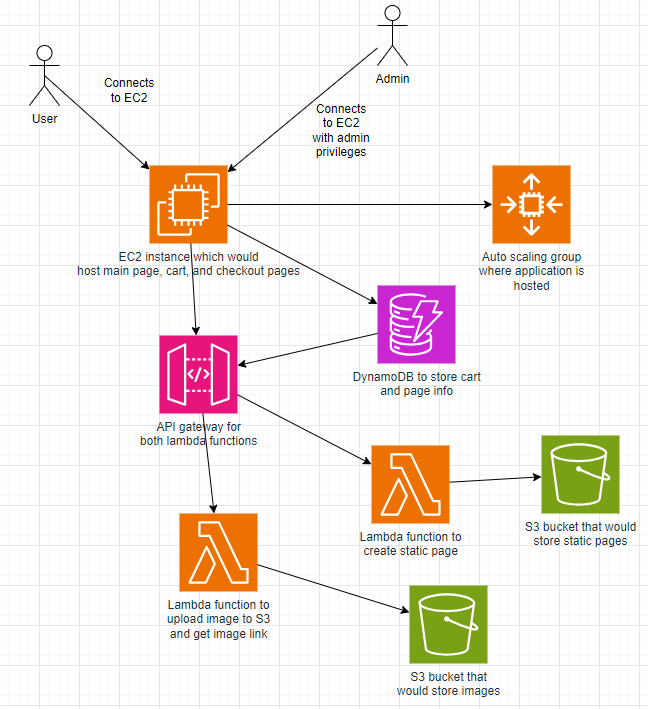 Admin
Connects
to EC2
User
Connects
to EC2
with admin
privileges
EC2 instance which would
host main page, cart, and checkout pages
Auto scaling group
where application is
hosted
DynamoDB to store cart
and page info
API gateway for
both lambda functions
Lambda function to
create static page
S3 bucket that would
store static pages
Lambda function to
upload image to S3
and get image link
S3 bucket that
would store images